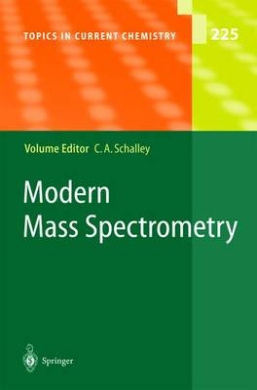 TOPICS IN CURRENT CHEMISTRY
225
Volume Editor C. A. Schalley
Modern
Mass Spectrometry
Springer